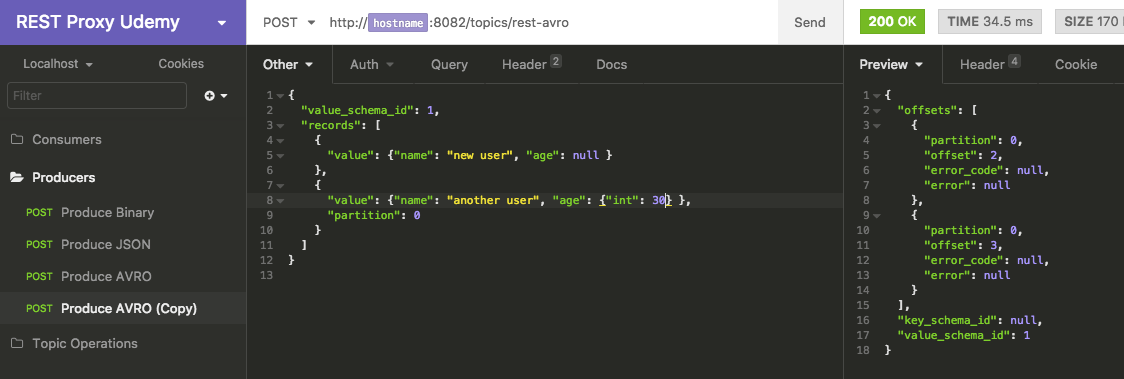 REST Proxy Udemy
POST http://hostname:8082/topics/rest-avro Send
200 OK TIME 34.5 ms SIZE 170
Localhost Cookies
Filter
Consumers
Producers
POST Produce Binary
POST Produce JSON
POST Produce AVRO
POST Produce AVRO (Copy)
Topic Operations
Other Auth Query Header 2 Docs
1 {
2 "value_schema_id": 1,
3 "records": [
4 {
5 "value": {"name": "new user", "age": null }
6 },
7 {
8 "value": {"name": "another user", "age": {"int": 30} },
9 "partition": 0
10 }
11 ]
12 }
13
Preview Header 4 Cookie
1 {
2 "offsets": [
3 {
4 "partition": 0,
5 "offset": 2,
6 "error_code": null,
7 "error": null
8 },
9 {
10 "partition": 0,
11 "offset": 3,
12 "error_code": null,
13 "error": null
14 }
15 ],
16 "key_schema_id": null,
17 "value_schema_id": 1
18 }